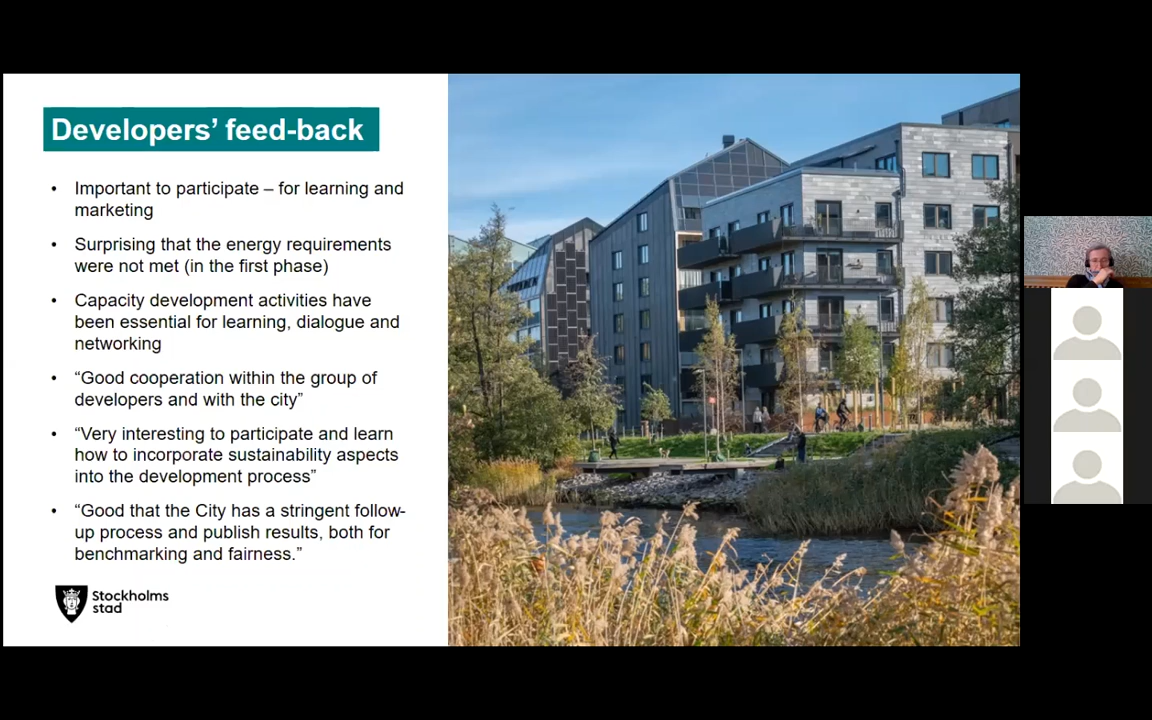 Developers’ feed-back
• Important to participate – for learning and
marketing
• Surprising that the energy requirements
were not met (in the first phase)
• Capacity development activities have
been essential for learning, dialogue and
networking
• “Good cooperation within the group of
developers and with the city”
• “Very interesting to participate and learn
how to incorporate sustainability aspects
into the development process”
• “Good that the City has a stringent follow-
up process and publish results, both for
benchmarking and fairness.”
Stockholms
stad